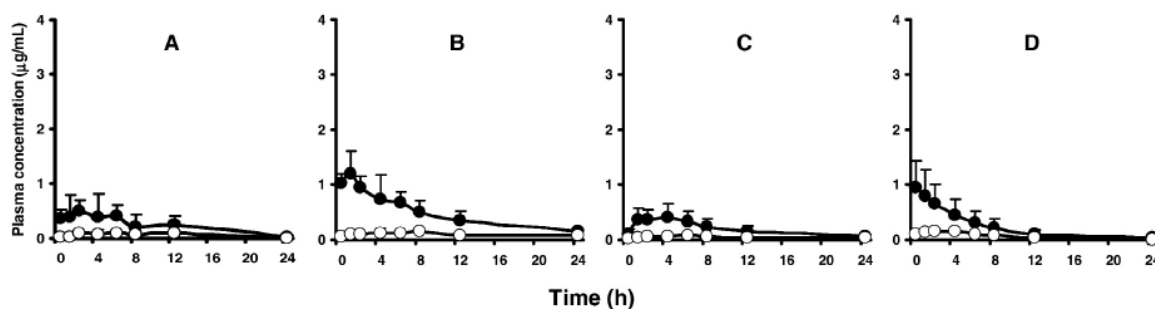 A B C D
Plasma concentration (µg/mL)
4 4 4 4
3 3 3 3
2 2 2 2
1 1 1 1
0 0 0 0
0 4 8 12 16 20 24 0 4 8 12 16 20 24 0 4 8 12 16 20 24 0 4 8 12 16 20 24
Time (h)